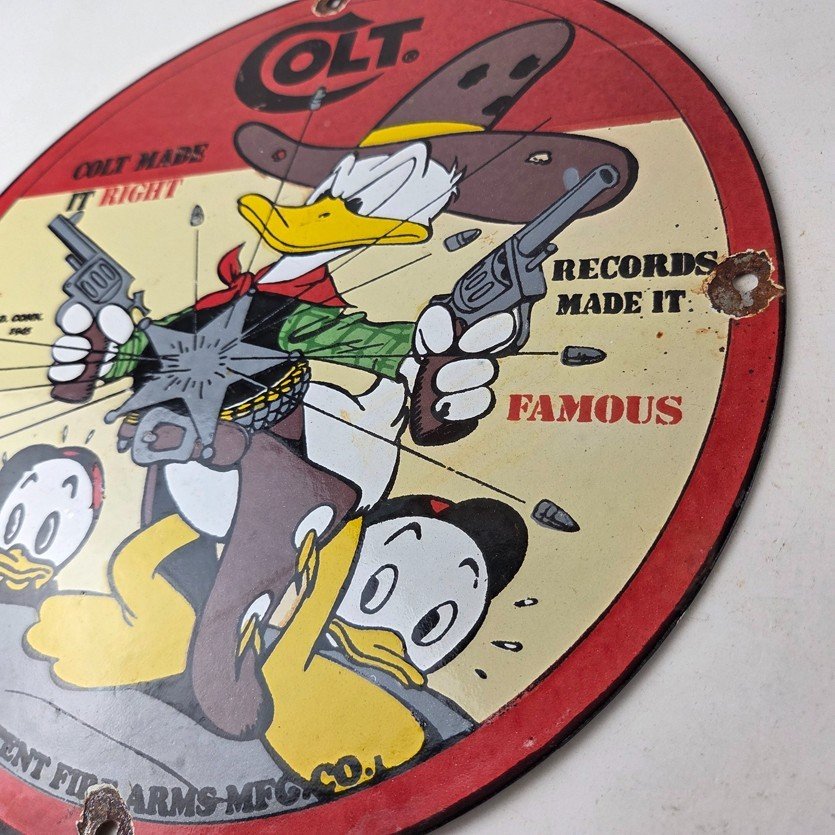 COLT®
COLT MADE
IT RIGHT
RECORDS
MADE IT
FAMOUS
FIRE ARMS MFG. CO.